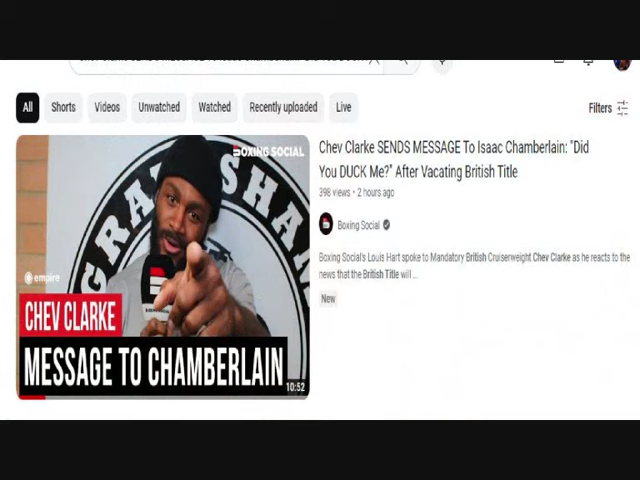 All Shorts Videos Unwatched Watched Recently uploaded Live Filters
BOXING SOCIAL
GRANGSHAM
empire
CHEV CLARKE
MESSAGE TO CHAMBERLAIN
10:52
Chev Clarke SENDS MESSAGE To Isaac Chamberlain: "Did
You DUCK Me?" After Vacating British Title
398 views • 2 hours ago
Boxing Social
Boxing Social's Louis Hart spoke to Mandatory British Cruiserweight Chev Clarke as he reacts to the
news that the British Title will ...
New